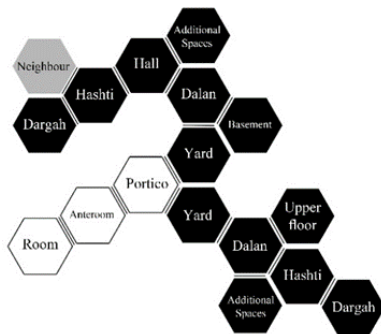 Additional
Spaces
Hall
Neighbour
Hashti
Dalan
Dargah
Basement
Yard
Portico
Anteroom
Yard
Upper
floor
Room
Dalan
Hashti
Additional
Spaces
Dargah